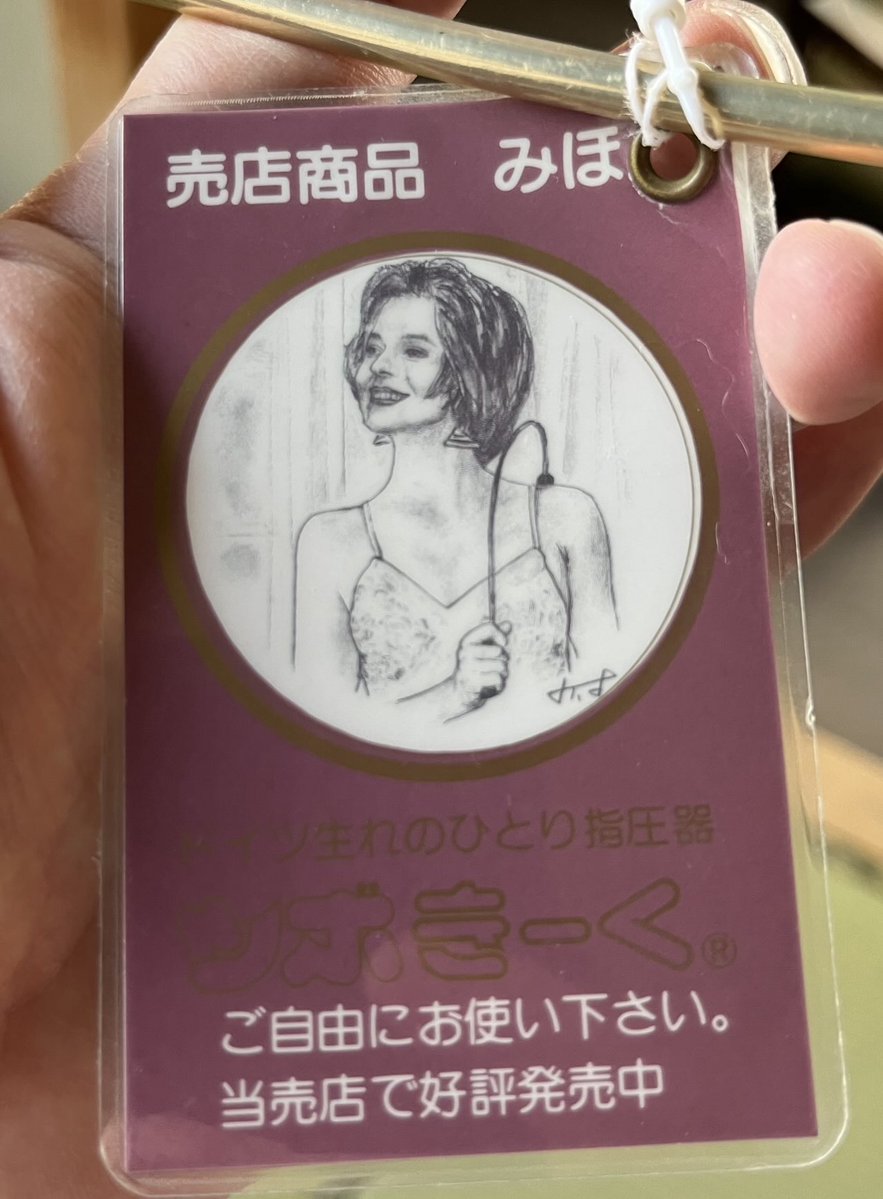 売店商品　みほ
ドイツ生れのひとり指圧器
ツボきーく®
ご自由にお使い下さい。
当売店で好評発売中